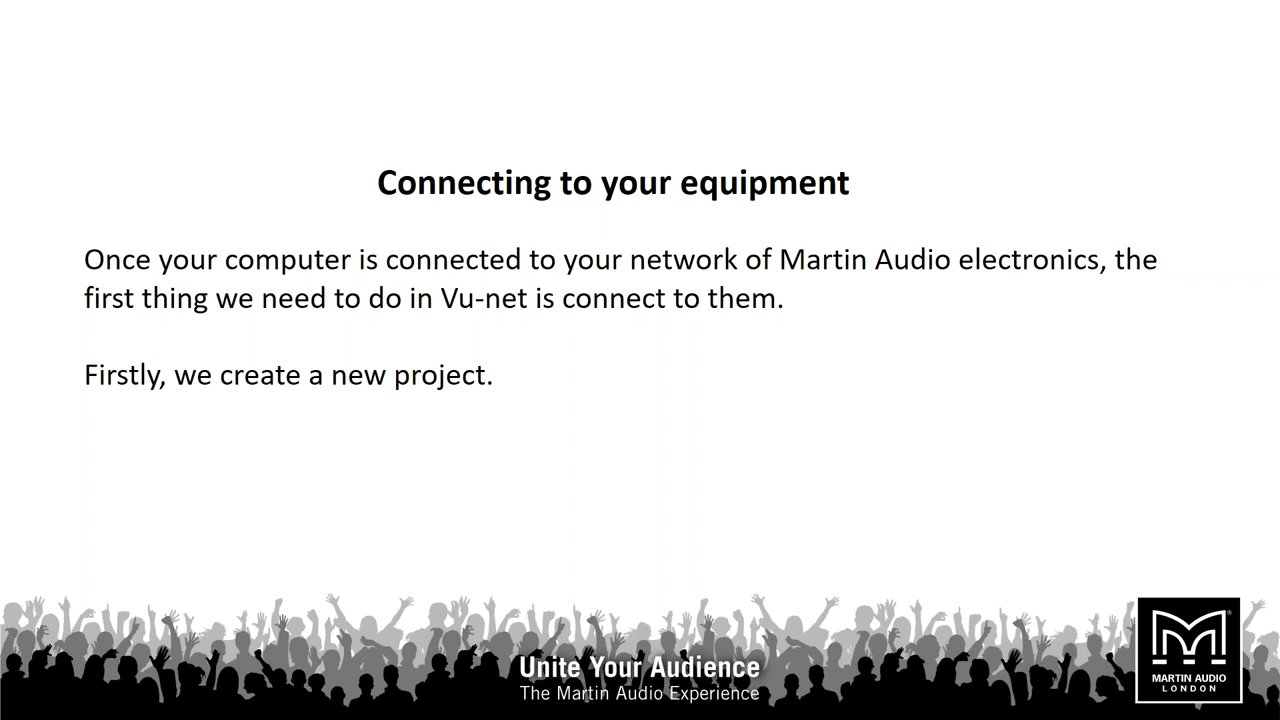 Connecting to your equipment
Once your computer is connected to your network of Martin Audio electronics, the
first thing we need to do in Vu-net is connect to them.
Firstly, we create a new project.
Unite Your Audience
The Martin Audio Experience
MARTIN AUDIO
LONDON